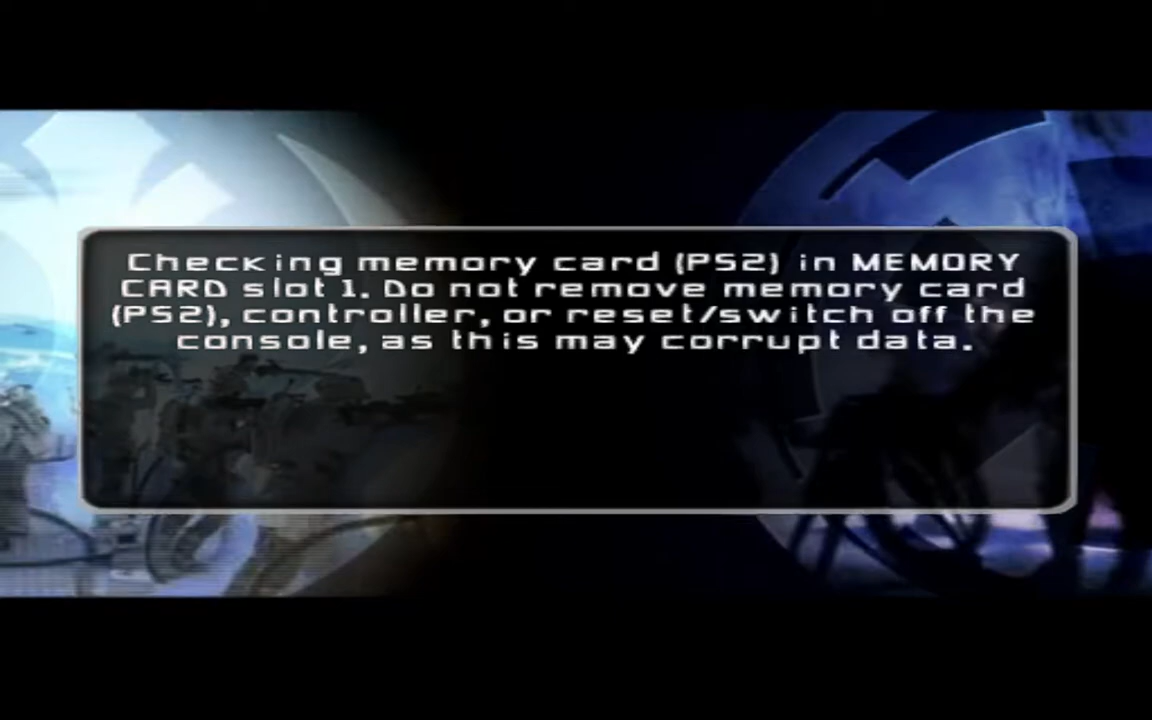 Checking memory card (PS2) in MEMORY
CARD slot 1. Do not remove memory card
(PS2), controller, or reset/switch off the
console, as this may corrupt data.